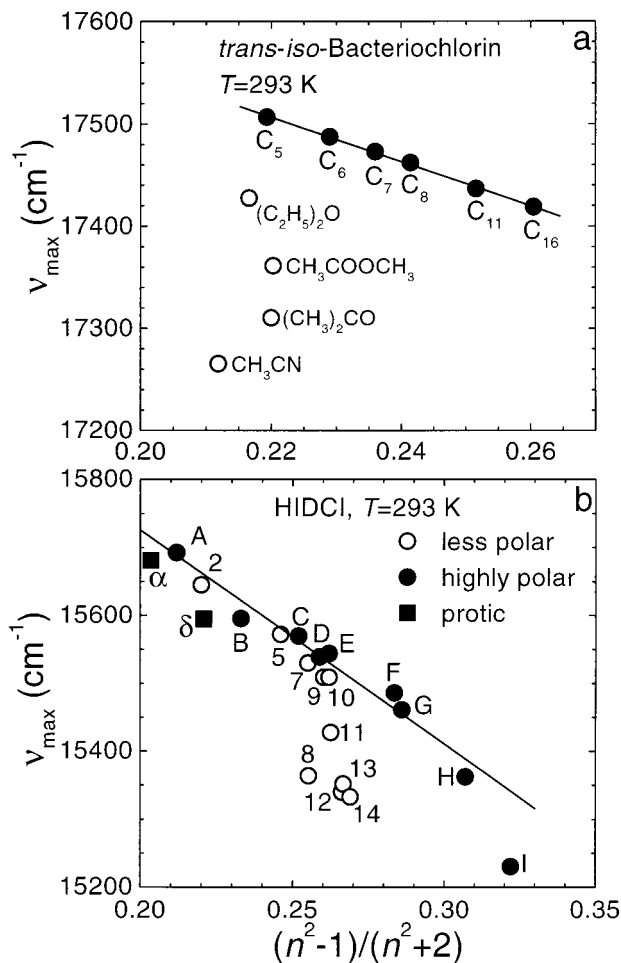 17600
trans-iso-Bacteriochlorin
a
T=293 K
17500
C₅
C₆
C₇
C₈
C₁₁
C₁₆
17400
(C₂H₅)₂O
CH₃COOCH₃
17300
(CH₃)₂CO
CH₃CN
17200
νmax (cm⁻¹)
0.20
0.22
0.24
0.26
15800
HIDCI, T=293 K
b
less polar
highly polar
protic
A
α
2
15600
δ
B
5
C
D
E
7
9
10
F
G
11
15400
8
13
12
14
H
I
15200
νmax (cm⁻¹)
0.20
0.25
0.30
0.35
(n²-1)/(n²+2)